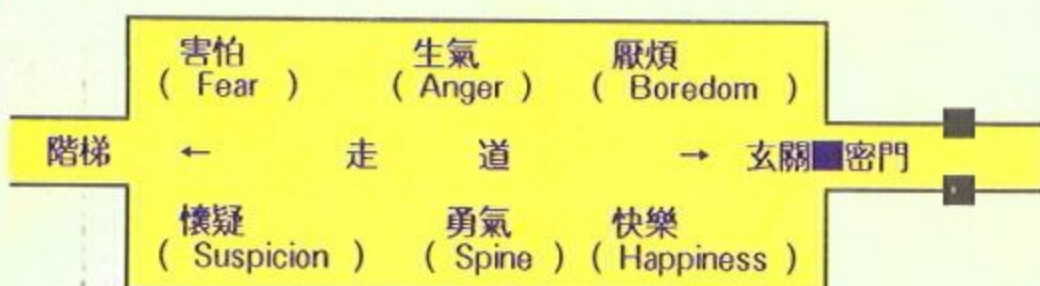 害怕 生氣 厭煩
( Fear ) ( Anger ) ( Boredom )
階梯 ← 走 道 → 玄關 密門
懷疑 勇氣 快樂
( Suspicion ) ( Spine ) ( Happiness )